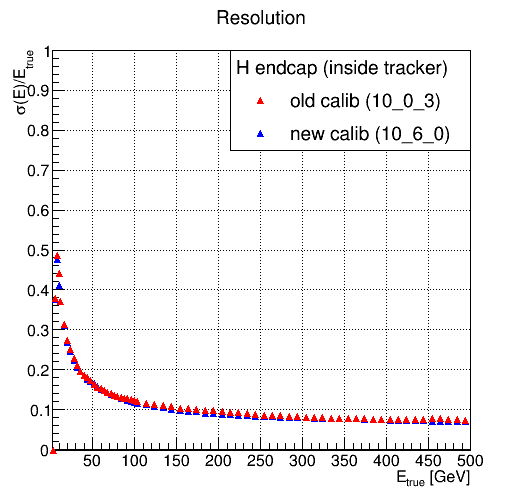 Resolution
σ(E)/E_true
H endcap (inside tracker)
old calib (10_0_3)
new calib (10_6_0)
1
0.9
0.8
0.7
0.6
0.5
0.4
0.3
0.2
0.1
0
50 100 150 200 250 300 350 400 450 500
E_true [GeV]